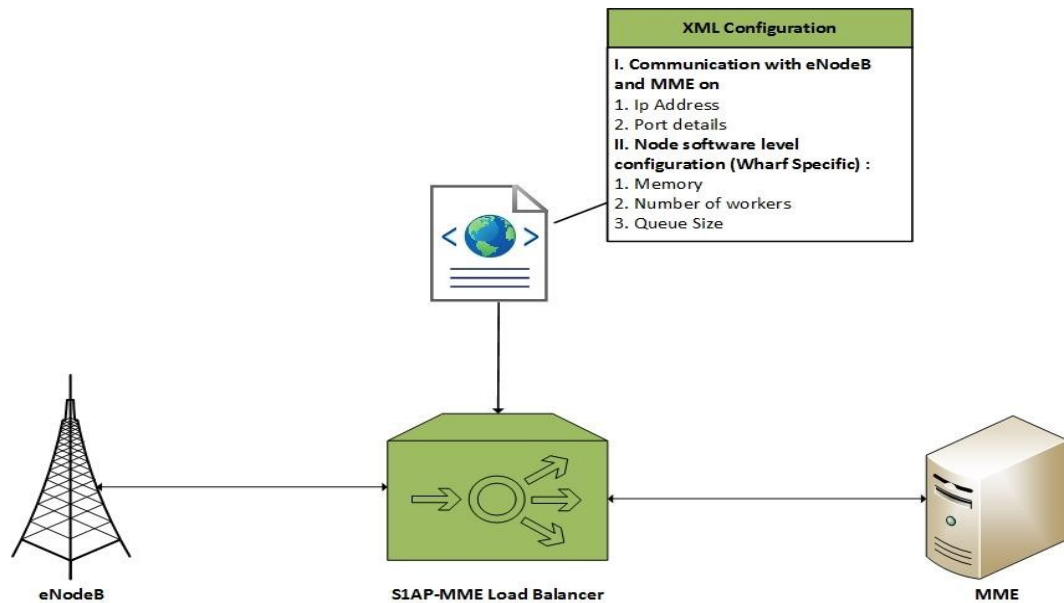 XML Configuration
I. Communication with eNodeB
and MME on
1. Ip Address
2. Port details
II. Node software level
configuration (Wharf Specific) :
1. Memory
2. Number of workers
3. Queue Size
< >
eNodeB
S1AP-MME Load Balancer
MME